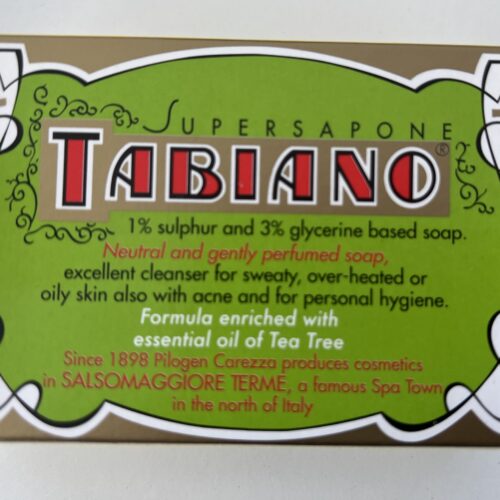 SUPERSAPONE
TABIANO®
1% sulphur and 3% glycerine based soap.
Neutral and gently perfumed soap,
excellent cleanser for sweaty, over-heated or
oily skin also with acne and for personal hygiene.
Formula enriched with
essential oil of Tea Tree
Since 1898 Pilogen Carezza produces cosmetics
in SALSOMAGGIORE TERME, a famous Spa Town
in the north of Italy